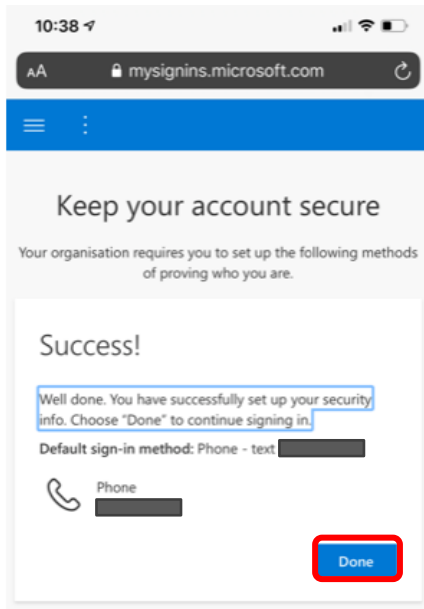 10:38
AA mysignins.microsoft.com
Keep your account secure
Your organisation requires you to set up the following methods
of proving who you are.
Success!
Well done. You have successfully set up your security
info. Choose “Done” to continue signing in.
Default sign-in method: Phone - text
Phone
Done